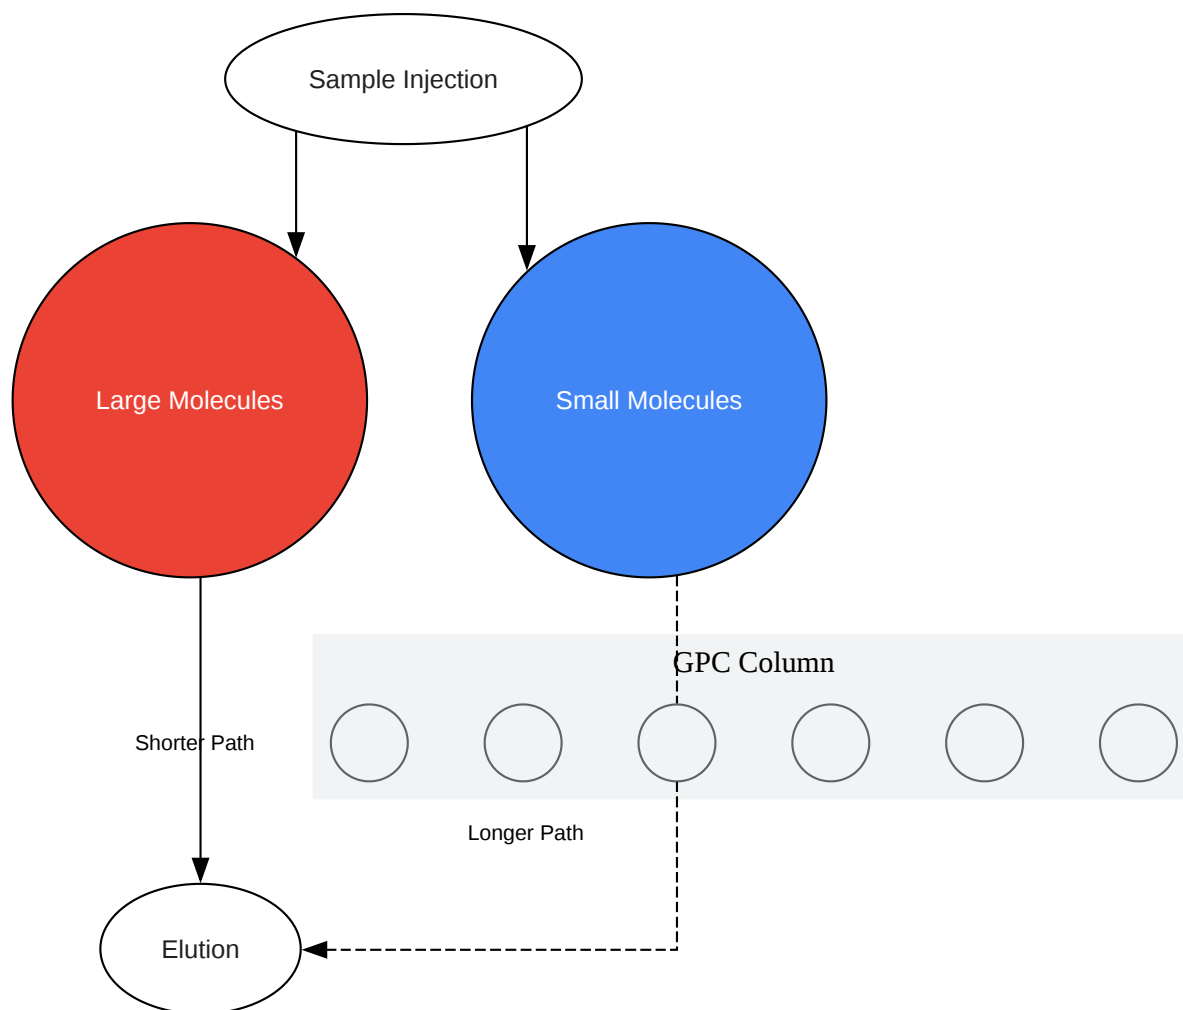 Sample Injection
Large Molecules
Small Molecules
GPC Column
Shorter Path
Longer Path
Elution